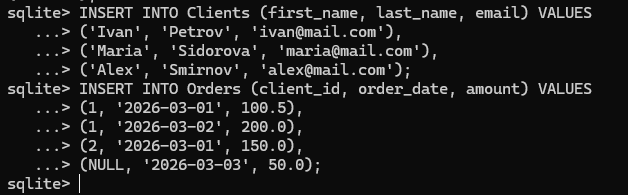 sqlite> INSERT INTO Clients (first_name, last_name, email) VALUES
...> ('Ivan', 'Petrov', 'ivan@mail.com'),
...> ('Maria', 'Sidorova', 'maria@mail.com'),
...> ('Alex', 'Smirnov', 'alex@mail.com');
sqlite> INSERT INTO Orders (client_id, order_date, amount) VALUES
...> (1, '2026-03-01', 100.5),
...> (1, '2026-03-02', 200.0),
...> (2, '2026-03-01', 150.0),
...> (NULL, '2026-03-03', 50.0);
sqlite>